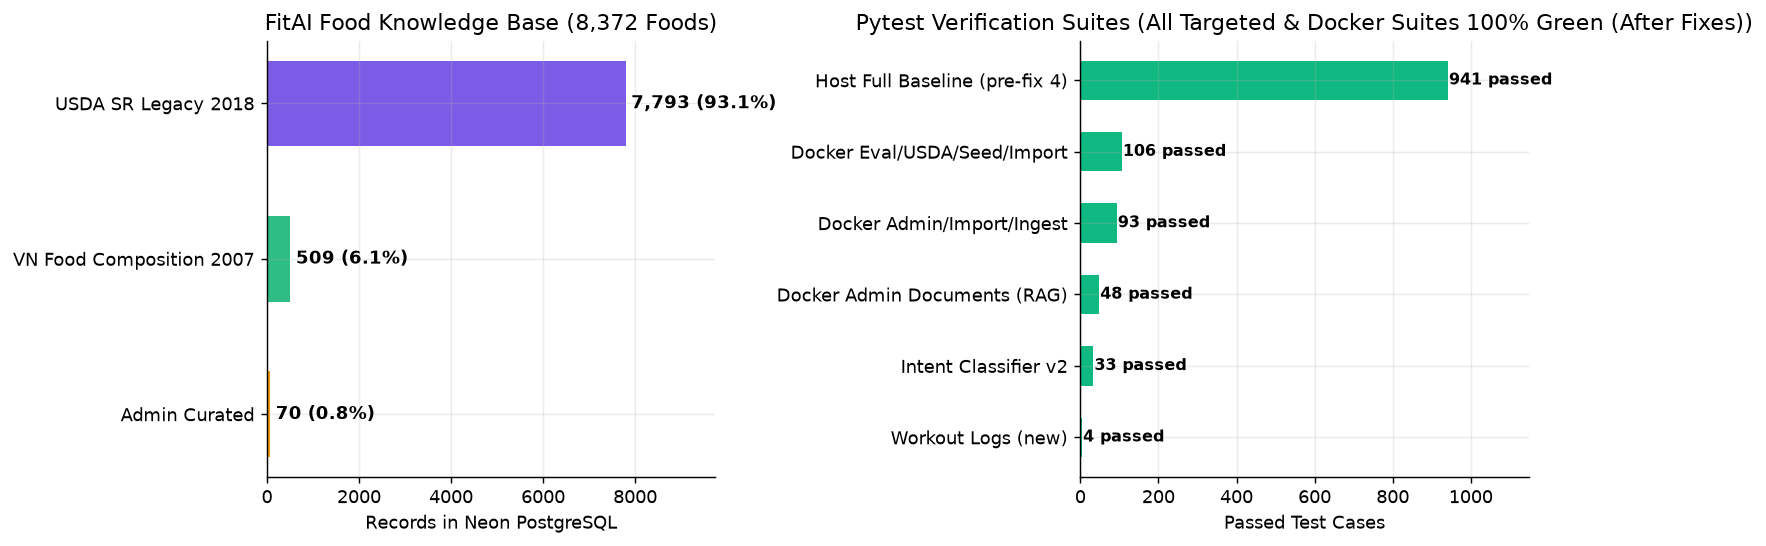 FitAI Food Knowledge Base (8,372 Foods)
USDA SR Legacy 2018
7,793 (93.1%)
VN Food Composition 2007
509 (6.1%)
Admin Curated
70 (0.8%)
0 2000 4000 6000 8000
Records in Neon PostgreSQL
Pytest Verification Suites (All Targeted & Docker Suites 100% Green (After Fixes))
Host Full Baseline (pre-fix 4)
941 passed
Docker Eval/USDA/Seed/Import
106 passed
Docker Admin/Import/Ingest
93 passed
Docker Admin Documents (RAG)
48 passed
Intent Classifier v2
33 passed
Workout Logs (new)
4 passed
0 200 400 600 800 1000
Passed Test Cases